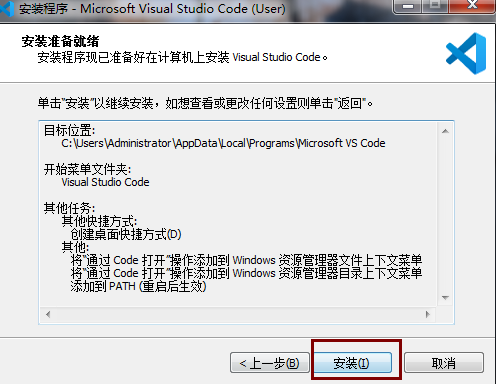 安装程序 - Microsoft Visual Studio Code (User)
安装准备就绪
安装程序现已准备好在计算机上安装 Visual Studio Code。
单击"安装"以继续安装，如想查看或更改任何设置则单击"返回"。
目标位置:
C:\Users\Administrator\AppData\Local\Programs\Microsoft VS Code
开始菜单文件夹:
Visual Studio Code
其他任务:
其他快捷方式:
创建桌面快捷方式(D)
其他:
将"通过 Code 打开"操作添加到 Windows 资源管理器文件上下文菜单
将"通过 Code 打开"操作添加到 Windows 资源管理器目录上下文菜单
添加到 PATH (重启后生效)
< 上一步(B) 安装(I) 取消